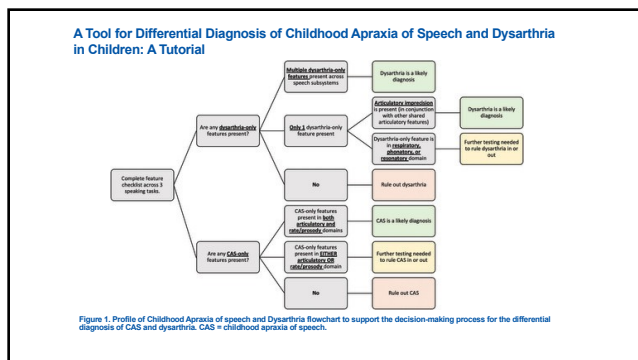 A Tool for Differential Diagnosis of Childhood Apraxia of Speech and Dysarthria
in Children: A Tutorial
Multiple dysarthria-only
features present across
speech subsystems
Dysarthria is a likely
diagnosis
Are any dysarthria-only
features present?
Only 1 dysarthria-only
feature present
Articulatory imprecision
is present (in conjunction
with other shared
articulatory features)
Dysarthria is a likely
diagnosis
Dysarthria-only feature is
in respiratory,
phonatory, or
resonatory domain
Further testing needed
to rule dysarthria in or
out
No
Rule out dysarthria
Complete feature
checklist across 3
speaking tasks.
CAS-only features
present in both
articulatory and
rate/prosody domains
CAS is a likely diagnosis
Are any CAS-only
features present?
CAS-only features
present in EITHER
articulatory OR
rate/prosody domain
Further testing needed
to rule CAS in or out
No
Rule out CAS
Figure 1. Profile of Childhood Apraxia of speech and Dysarthria flowchart to support the decision-making process for the differential
diagnosis of CAS and dysarthria. CAS = childhood apraxia of speech.